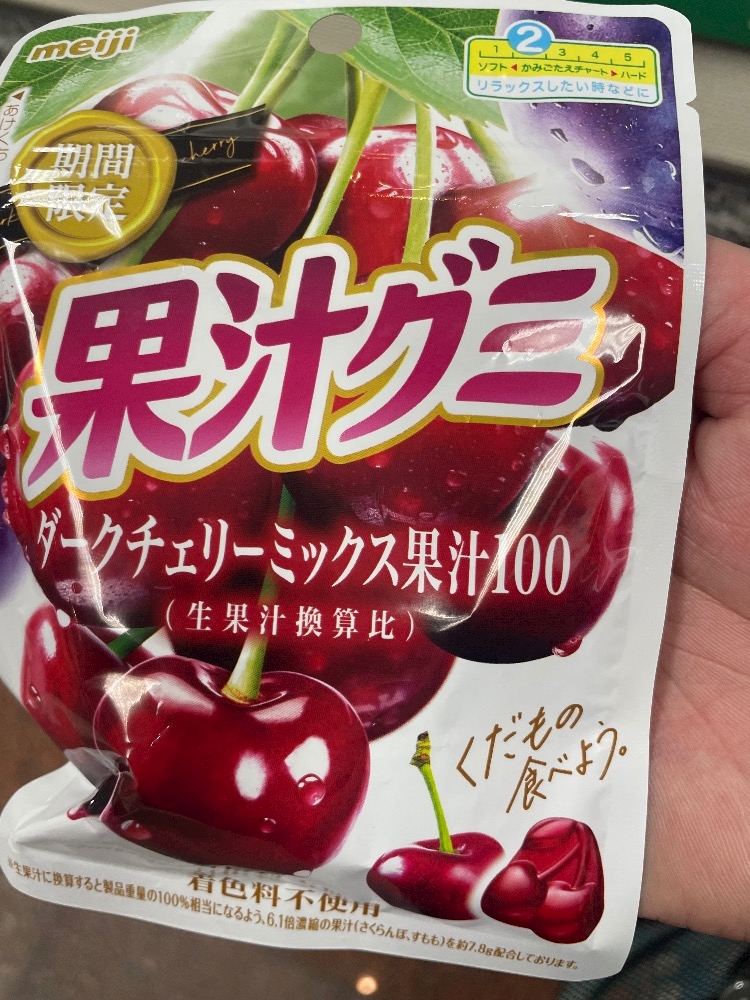 meiji
1 2 3 4 5
ソフト◀かみごたえチャート▶ハード
リラックスしたい時などに
◀あけくち
cherry
期間
限定
果汁グミ
ダークチェリーミックス果汁100
(生果汁換算比)
くだもの
食べよう。
着色料不使用
※生果汁に換算すると製品重量の100%相当になるよう、6.1倍濃縮の果汁(さくらんぼ、すもも)を約7.8g配合しております。